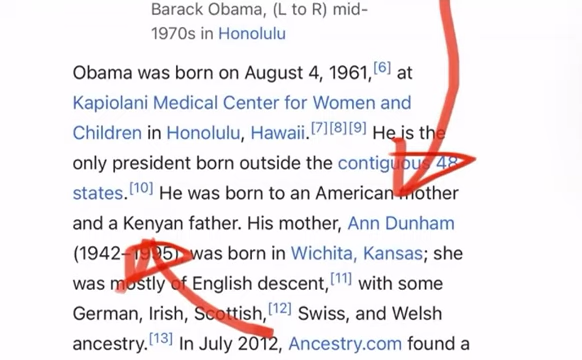 Barack Obama, (L to R) mid-
1970s in Honolulu
Obama was born on August 4, 1961,[6] at
Kapiolani Medical Center for Women and
Children in Honolulu, Hawaii.[7][8][9] He is the
only president born outside the contiguous 48
states.[10] He was born to an American mother
and a Kenyan father. His mother, Ann Dunham
(1942–1995), was born in Wichita, Kansas; she
was mostly of English descent,[11] with some
German, Irish, Scottish,[12] Swiss, and Welsh
ancestry.[13] In July 2012, Ancestry.com found a